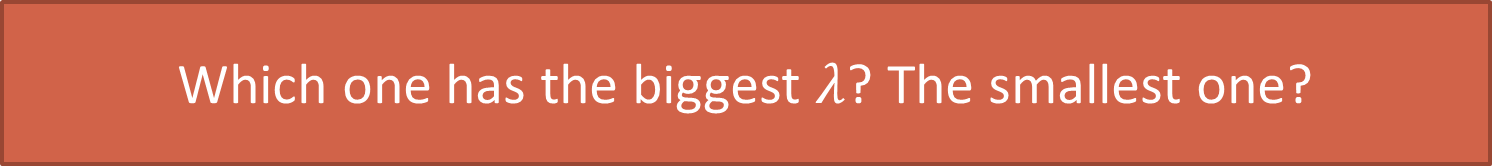 Which one has the biggest λ? The smallest one?